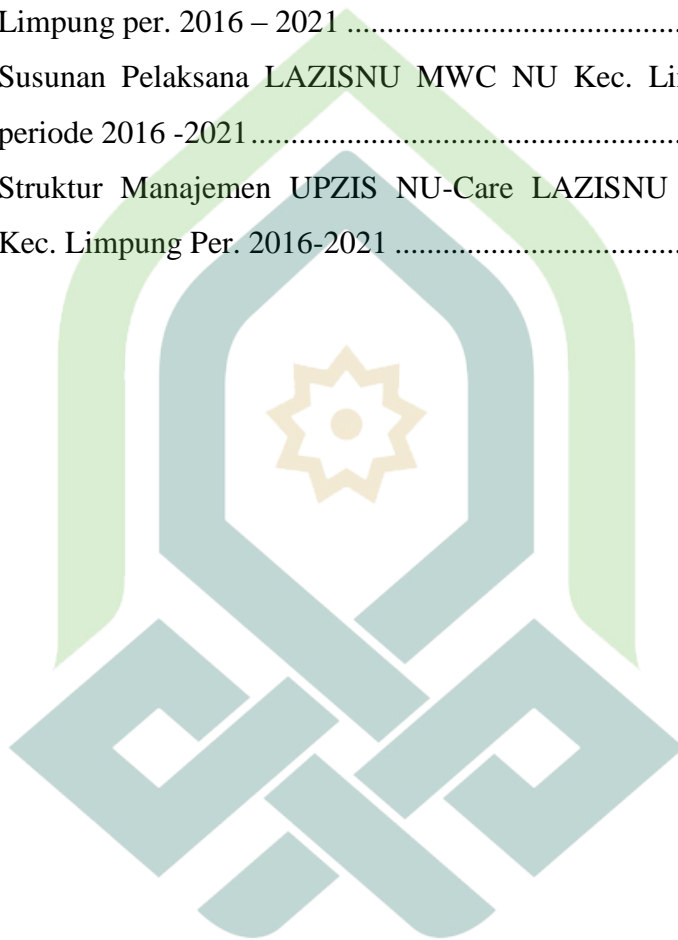 Limpung per. 2016 – 2021 ........................................
Susunan Pelaksana LAZISNU MWC NU Kec.
periode 2016 -2021.....................................................
Struktur Manajemen UPZIS NU-Care LAZISNU
Kec. Limpung Per. 2016-2021 ...................................